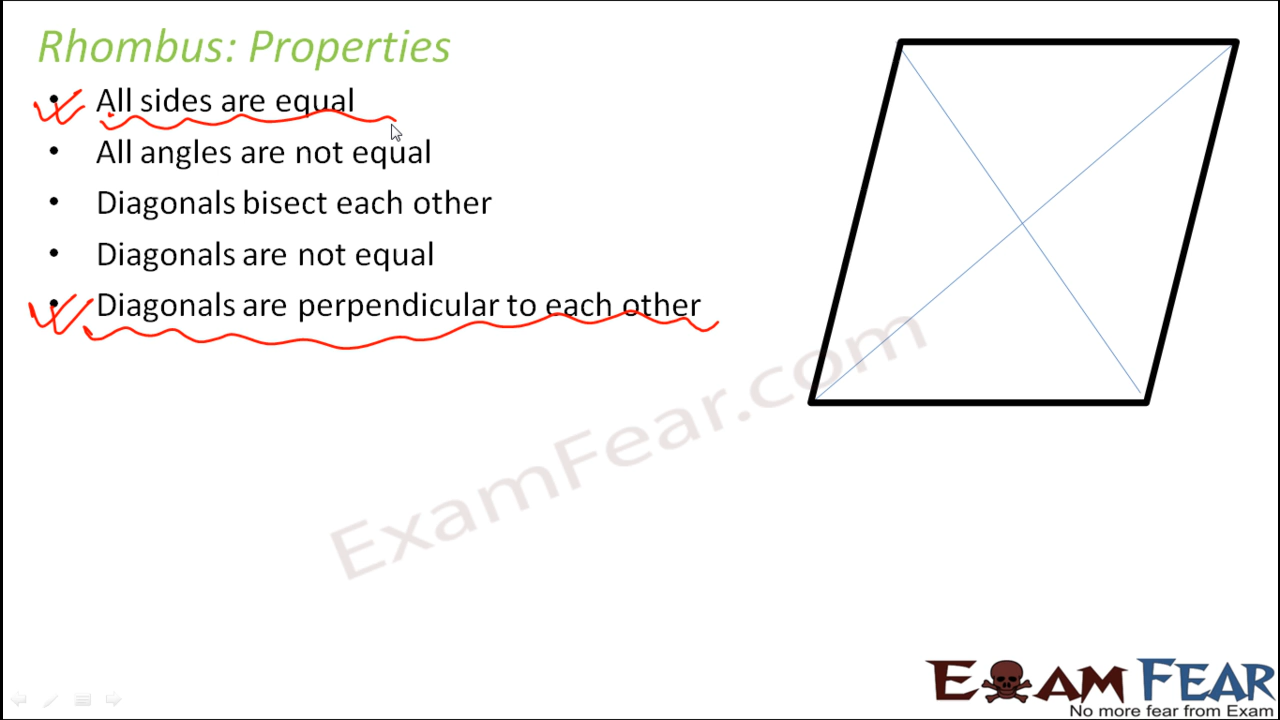 Rhombus: Properties
• All sides are equal
• All angles are not equal
• Diagonals bisect each other
• Diagonals are not equal
• Diagonals are perpendicular to each other
ExamFear.com
EXAM FEAR
No more fear from Exam